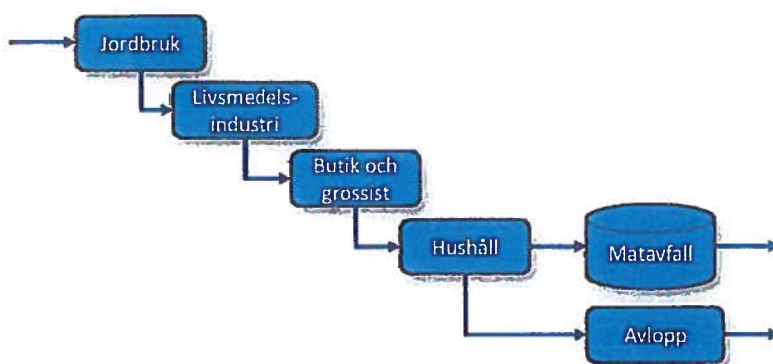 Jordbruk
Livsmedels-
industri
Butik och
grossist
Hushåll
Matavfall
Avlopp